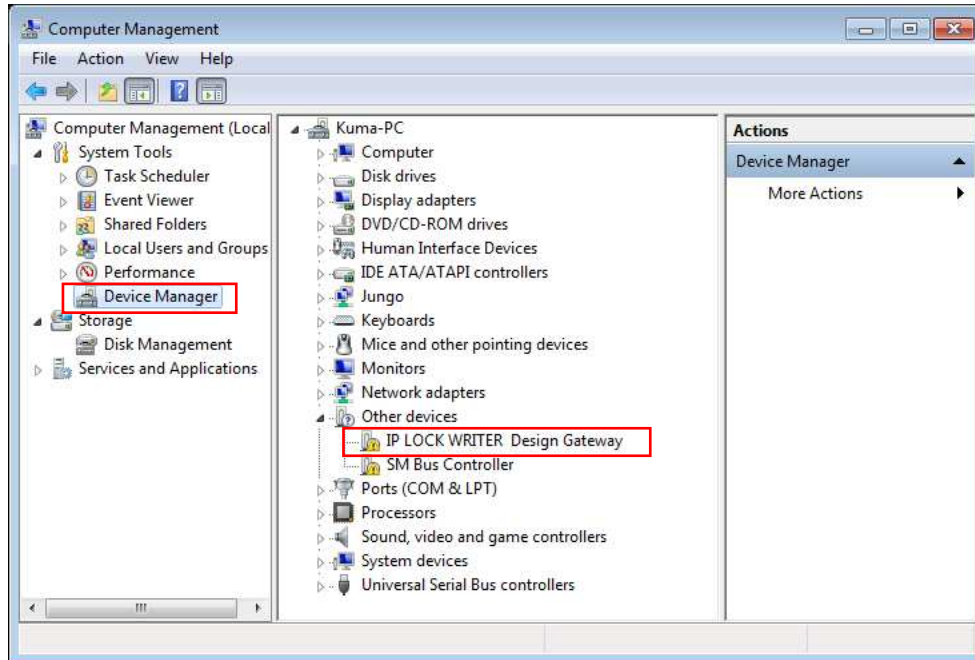 Computer Management
File Action View Help
Computer Management (Local
System Tools
Task Scheduler
Event Viewer
Shared Folders
Local Users and Groups
Performance
Device Manager
Storage
Disk Management
Services and Applications
Kuma-PC
Computer
Disk drives
Display adapters
DVD/CD-ROM drives
Human Interface Devices
IDE ATA/ATAPI controllers
Jungo
Keyboards
Mice and other pointing devices
Monitors
Network adapters
Other devices
IP LOCK WRITER Design Gateway
SM Bus Controller
Ports (COM & LPT)
Processors
Sound, video and game controllers
System devices
Universal Serial Bus controllers
Actions
Device Manager
More Actions